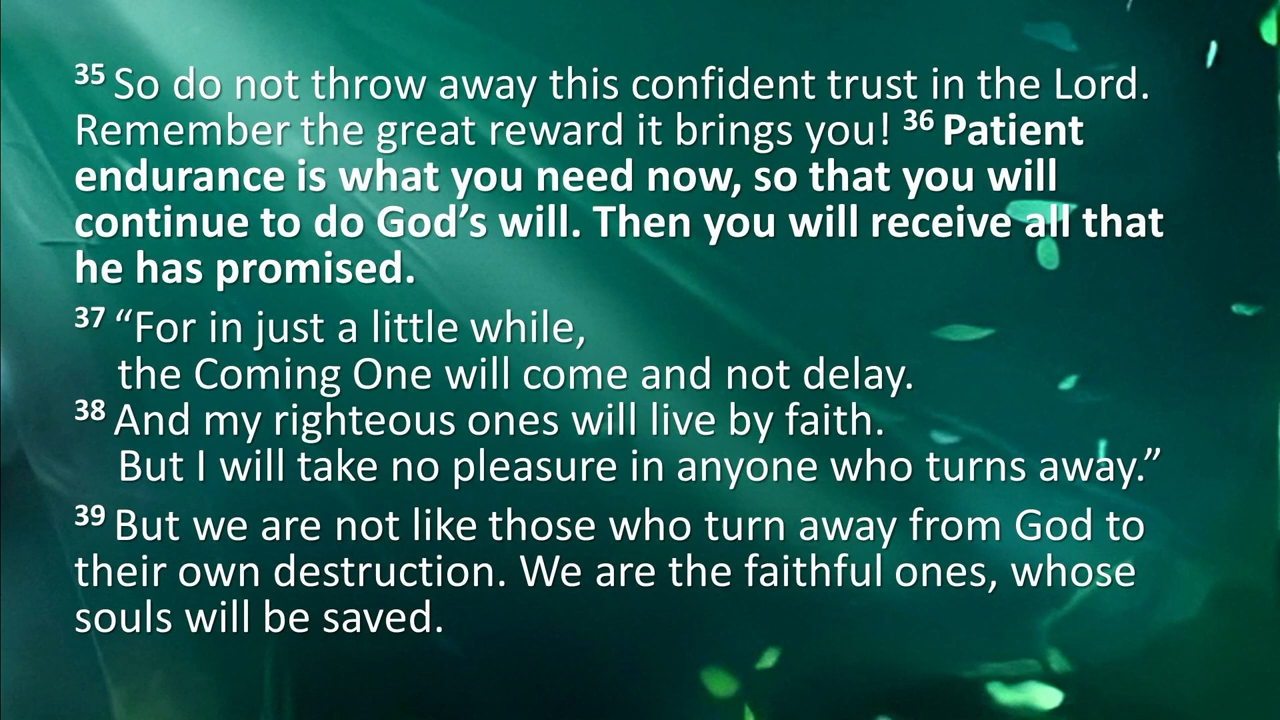 35 So do not throw away this confident trust in the Lord.
Remember the great reward it brings you! 36 Patient
endurance is what you need now, so that you will
continue to do God’s will. Then you will receive all that
he has promised.
37 “For in just a little while,
the Coming One will come and not delay.
38 And my righteous ones will live by faith.
But I will take no pleasure in anyone who turns away.”
39 But we are not like those who turn away from God to
their own destruction. We are the faithful ones, whose
souls will be saved.